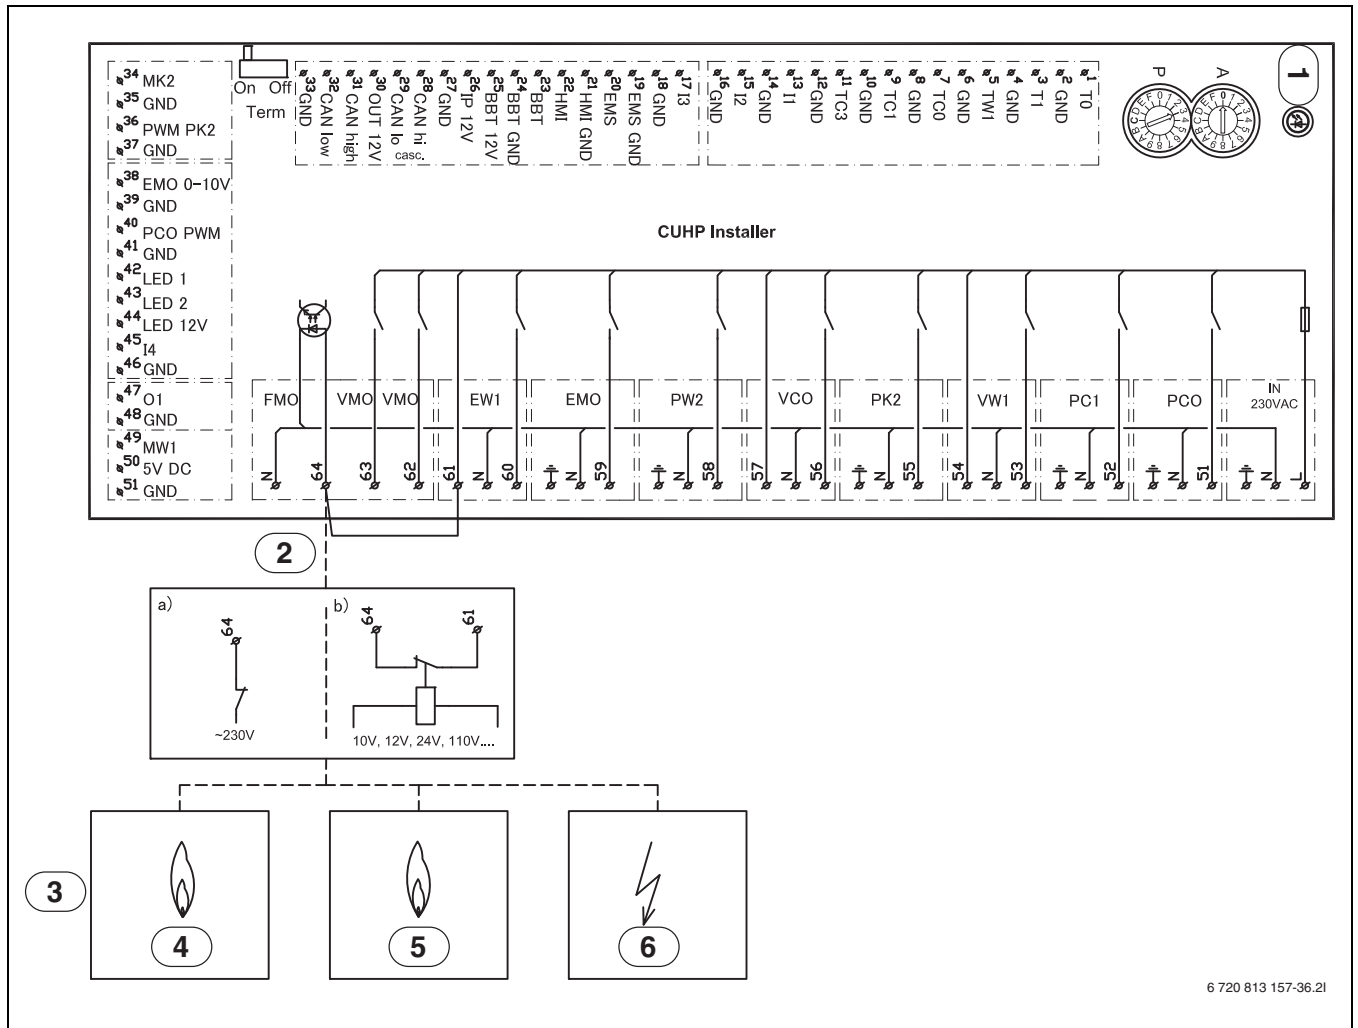 34 MK2
35 GND
36 PWM PK2
37 GND
38 EMO 0-10V
39 GND
40 PCO PWM
41 GND
42 LED 1
43 LED 2
44 LED 12V
45 I4
46 GND
47 O1
48 GND
49 MW1
50 5V DC
51 GND
On Off
Term
33 GND
32 CAN low
31 CAN high
30 OUT 12V
29 CAN lo
28 CAN hi
casc.
27 GND
26 IP 12V
25 BBT 12V
24 BBT GND
23 BBT
22 HMI
21 HMI GND
20 EMS
19 EMS GND
18 GND
17 I3
16 GND
15 I2
14 GND
13 I1
12 GND
11 TC3
10 GND
9 TC1
8 GND
7 TC0
6 GND
5 TW1
4 GND
3 T1
2 GND
1 T0
P A
0123456789ABCDEF
0123456789ABCDEF
1
CUHP Installer
FMO VMO VMO EW1 EMO PW2 VCO PK2 VW1 PC1 PCO IN
230VAC
N 64 63 62 61 N 60 N 59 N 58 57 N 56 N 55 54 N 53 N 52 N 51 N L
2
a) b)
64 64 61
~230V
10V, 12V, 24V, 110V....
3
4 5 6
6 720 813 157-36.2I